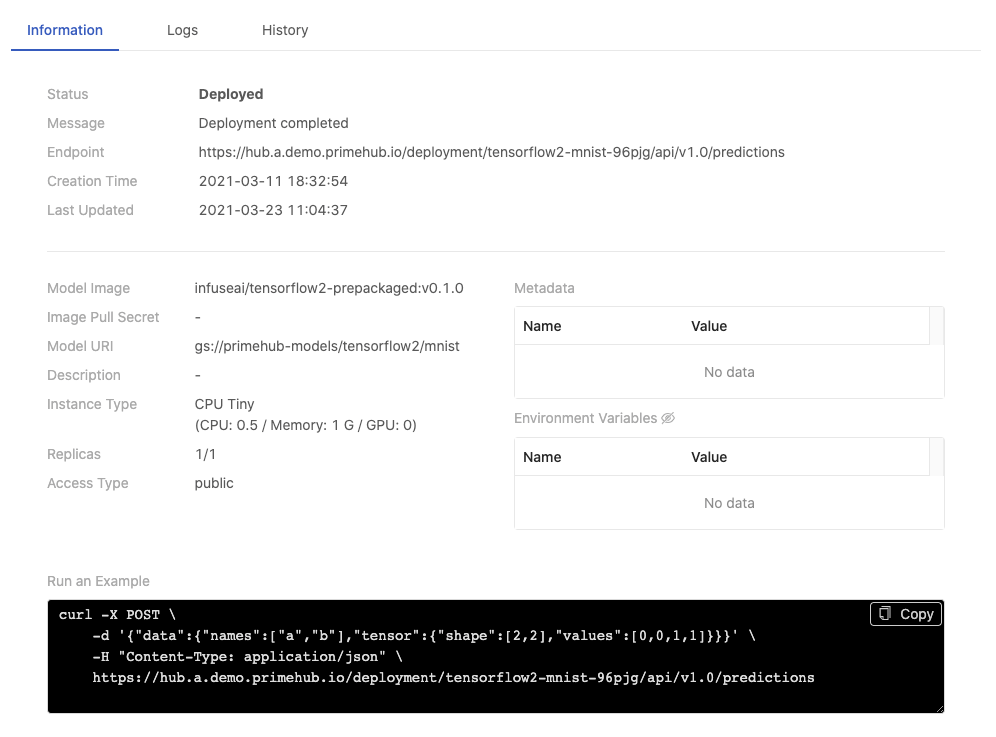 Information Logs History
Status Deployed
Message Deployment completed
Endpoint https://hub.a.demo.primehub.io/deployment/tensorflow2-mnist-96pjg/api/v1.0/predictions
Creation Time 2021-03-11 18:32:54
Last Updated 2021-03-23 11:04:37
Model Image infuseai/tensorflow2-prepackaged:v0.1.0
Image Pull Secret -
Model URI gs://primehub-models/tensorflow2/mnist
Description -
Instance Type CPU Tiny
(CPU: 0.5 / Memory: 1 G / GPU: 0)
Replicas 1/1
Access Type public
Metadata
Name Value
No data
Environment Variables
Name Value
No data
Run an Example
Copy
curl -X POST \
    -d '{"data":{"names":["a","b"],"tensor":{"shape":[2,2],"values":[0,0,1,1]}}}' \
    -H "Content-Type: application/json" \
    https://hub.a.demo.primehub.io/deployment/tensorflow2-mnist-96pjg/api/v1.0/predictions